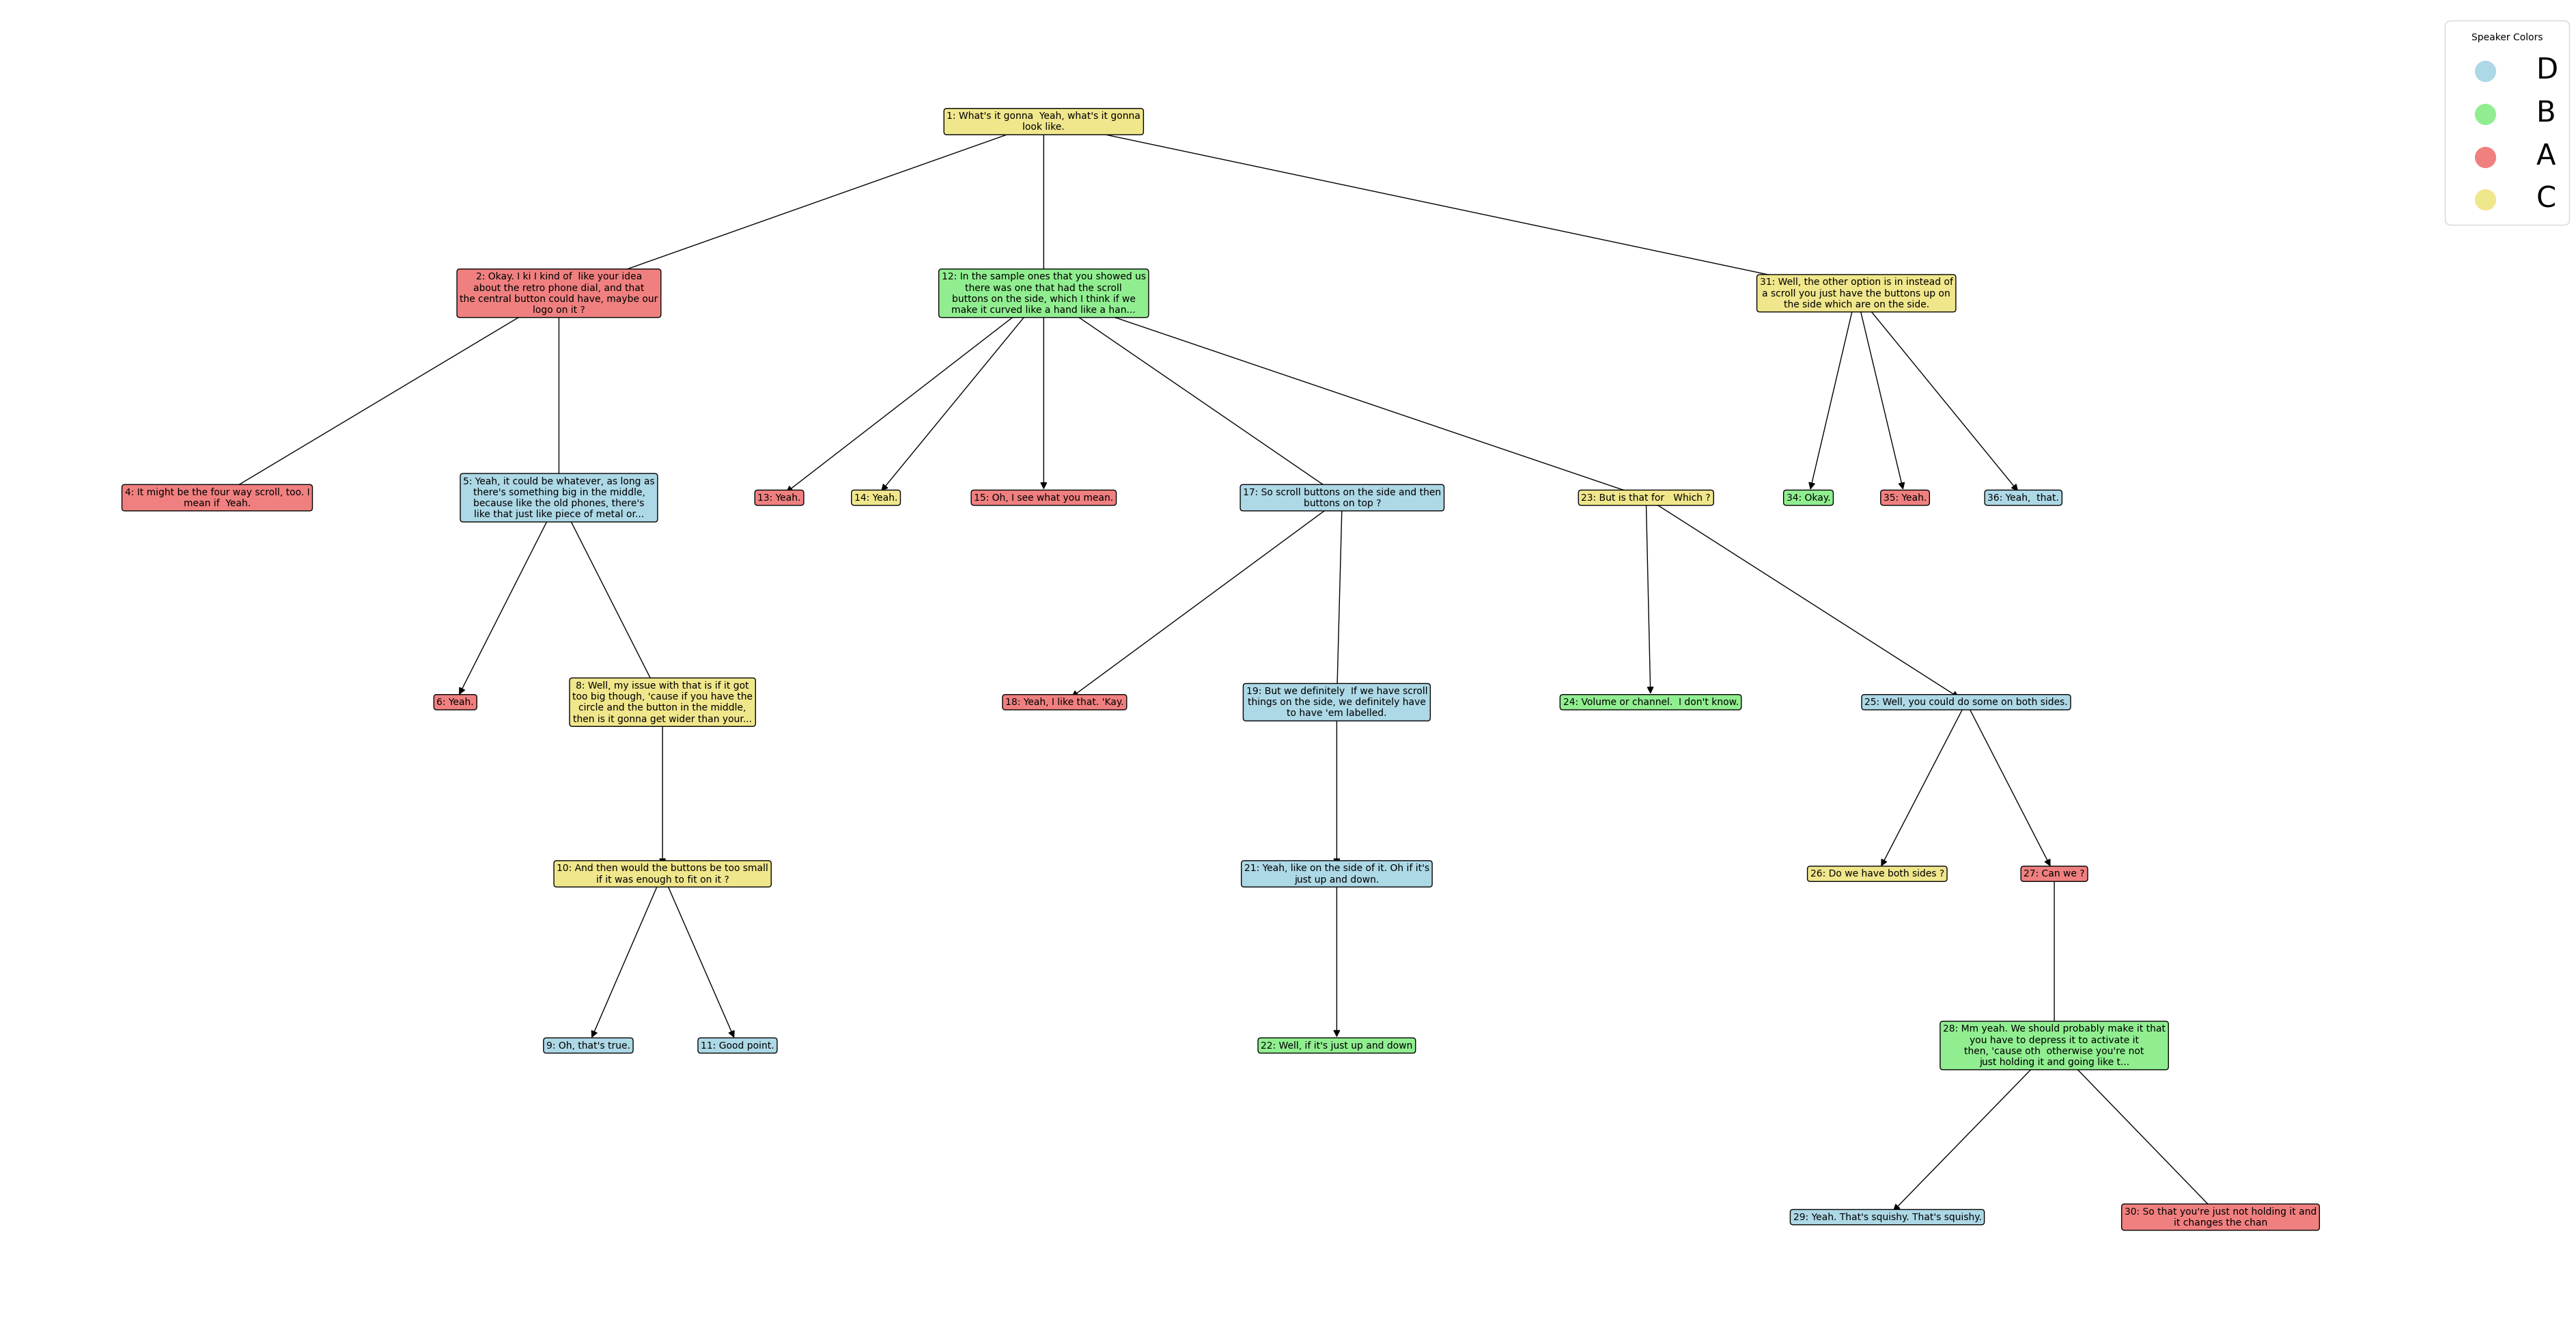 Speaker Colors
D
B
A
C
1: What's it gonna  Yeah, what's it gonna
look like.
2: Okay. I ki I kind of  like your idea
about the retro phone dial, and that
the central button could have, maybe our
logo on it ?
12: In the sample ones that you showed us
there was one that had the scroll
buttons on the side, which I think if we
make it curved like a hand like a han...
31: Well, the other option is in instead of
a scroll you just have the buttons up on
the side which are on the side.
4: It might be the four way scroll, too. I
mean if  Yeah.
5: Yeah, it could be whatever, as long as
there's something big in the middle,
because like the old phones, there's
like that just like piece of metal or...
13: Yeah.
14: Yeah.
15: Oh, I see what you mean.
17: So scroll buttons on the side and then
buttons on top ?
23: But is that for   Which ?
34: Okay.
35: Yeah.
36: Yeah,  that.
6: Yeah.
8: Well, my issue with that is if it got
too big though, 'cause if you have the
circle and the button in the middle,
then is it gonna get wider than your...
18: Yeah, I like that. 'Kay.
19: But we definitely  If we have scroll
things on the side, we definitely have
to have 'em labelled.
24: Volume or channel.  I don't know.
25: Well, you could do some on both sides.
10: And then would the buttons be too small
if it was enough to fit on it ?
21: Yeah, like on the side of it. Oh if it's
just up and down.
26: Do we have both sides ?
27: Can we ?
9: Oh, that's true.
11: Good point.
22: Well, if it's just up and down
28: Mm yeah. We should probably make it that
you have to depress it to activate it
then, 'cause oth  otherwise you're not
just holding it and going like t...
29: Yeah. That's squishy. That's squishy.
30: So that you're just not holding it and
it changes the chan